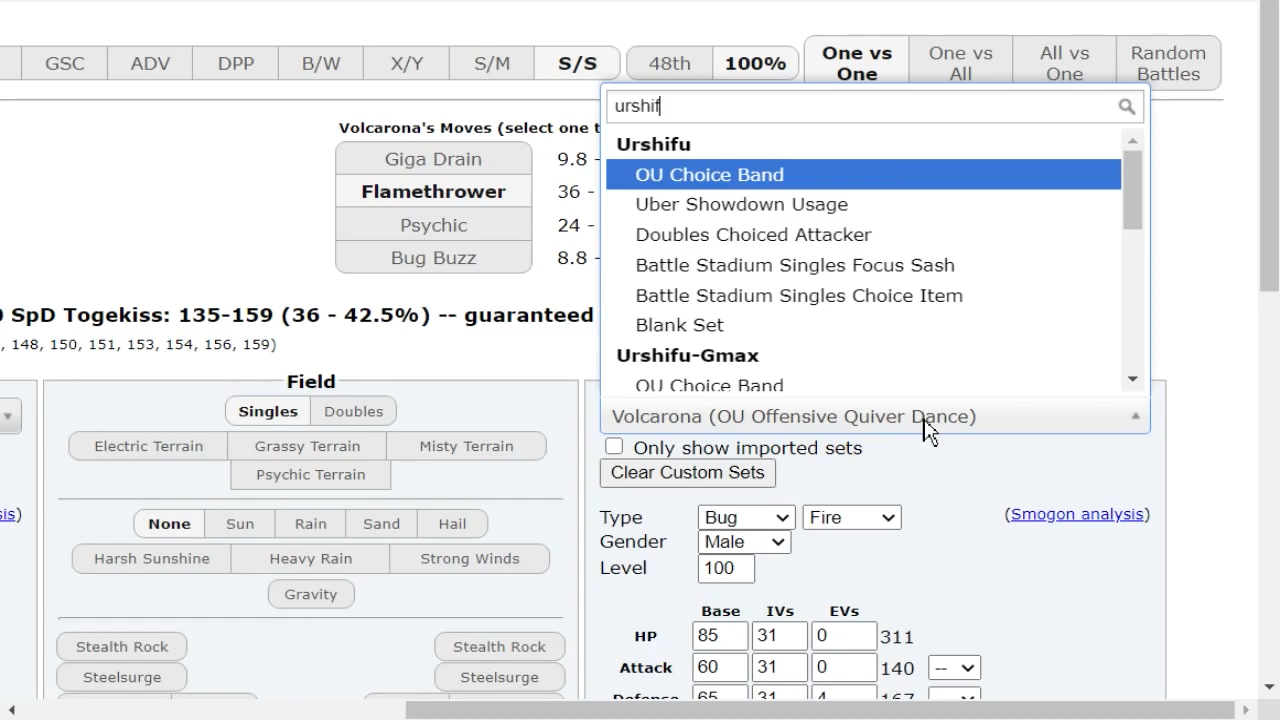 GSC ADV DPP B/W X/Y S/M S/S 48th 100% One vs One One vs All All vs One Random Battles
urshif
Volcarona's Moves (select one t
Giga Drain 9.8 -
Flamethrower 36 -
Psychic 24 -
Bug Buzz 8.8 -
Urshifu
OU Choice Band
Uber Showdown Usage
Doubles Choiced Attacker
Battle Stadium Singles Focus Sash
Battle Stadium Singles Choice Item
Blank Set
Urshifu-Gmax
OU Choice Band
Volcarona (OU Offensive Quiver Dance)
0 SpD Togekiss: 135-159 (36 - 42.5%) -- guaranteed
, 148, 150, 151, 153, 154, 156, 159)
Field
Singles Doubles
Electric Terrain Grassy Terrain Misty Terrain
Psychic Terrain
None Sun Rain Sand Hail
Harsh Sunshine Heavy Rain Strong Winds
Gravity
Stealth Rock Stealth Rock
Steelsurge Steelsurge
sis)
Only show imported sets
Clear Custom Sets
Type Bug Fire (Smogon analysis)
Gender Male
Level 100
Base IVs EVs
HP 85 31 0 311
Attack 60 31 0 140 --
Defense 65 31 4 167